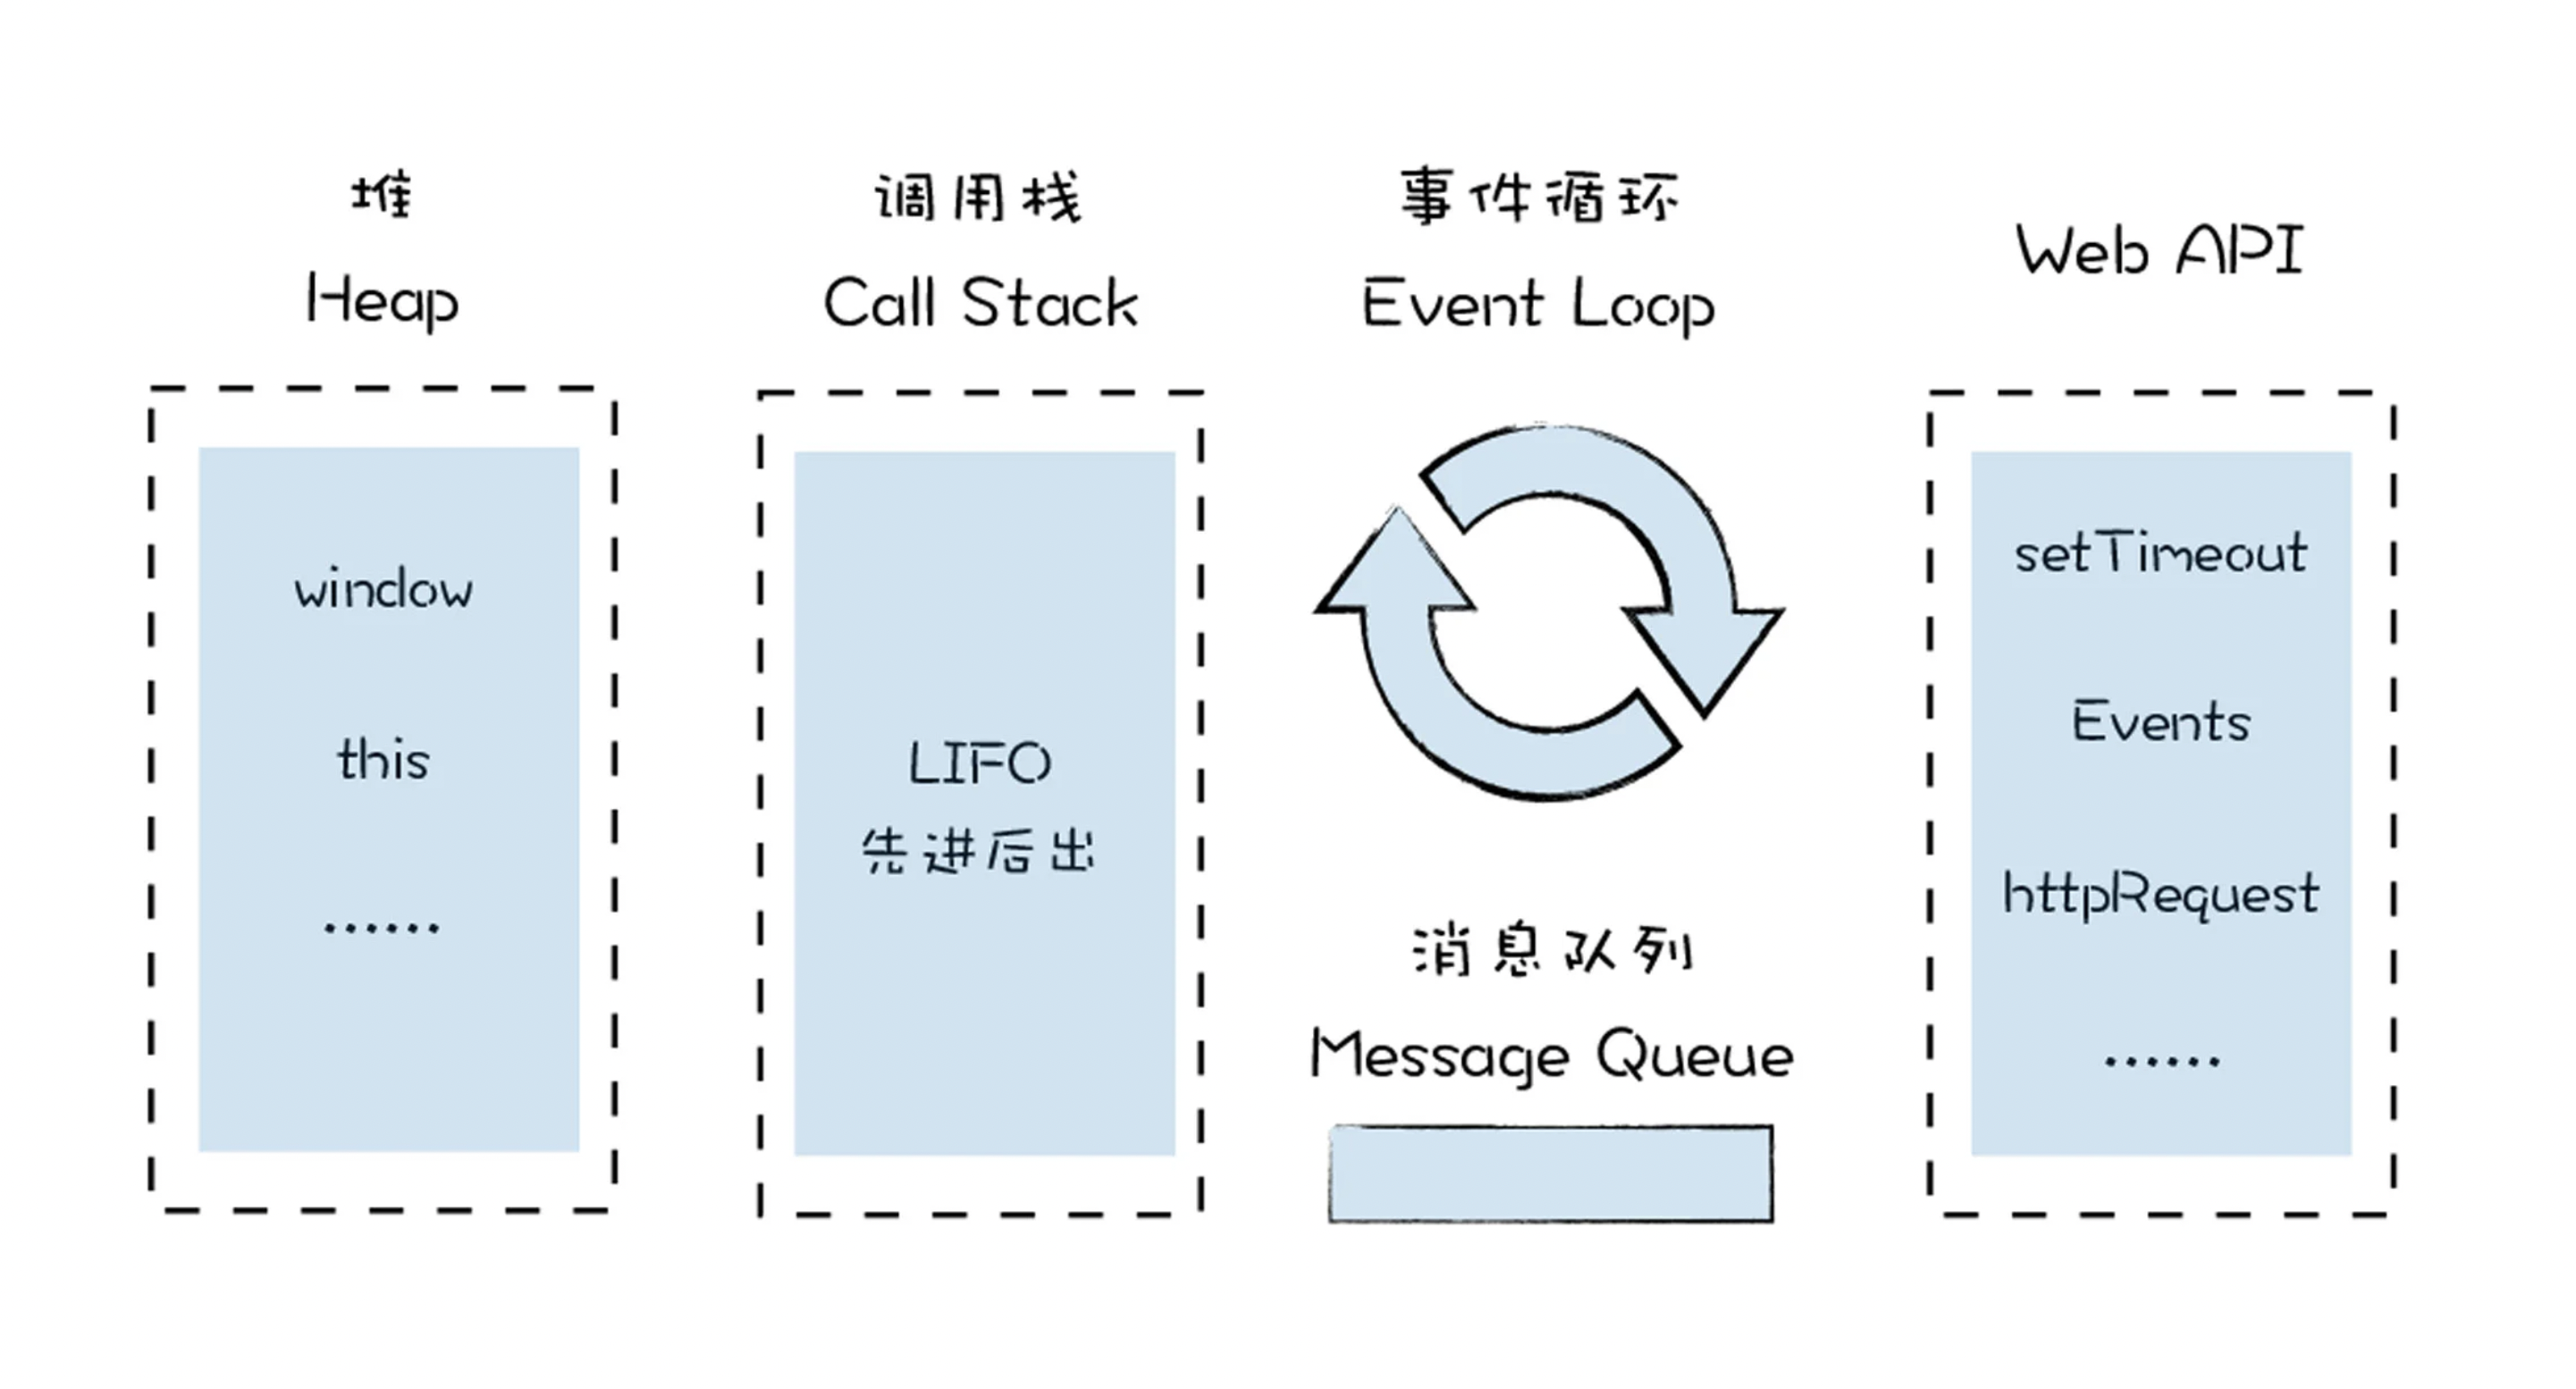 堆
Heap
window
this
......
调用栈
Call Stack
LIFO
先进后出
事件循环
Event Loop
消息队列
Message Queue
Web API
setTimeout
Events
httpRequest
......